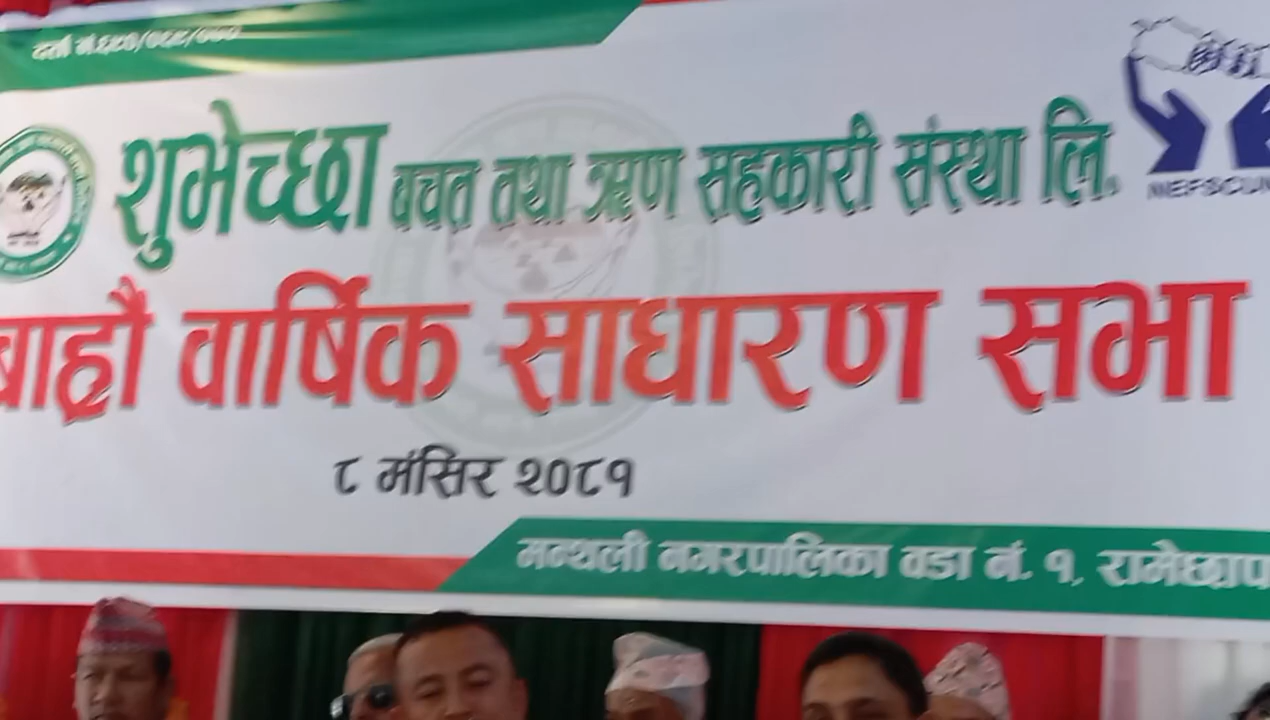 शुभेच्छा बचत तथा ऋण सहकारी संस्था लि.
बाह्रौ वार्षिक साधारण सभा
८ मंसिर २०८१
मन्थली नगरपालिका वडा नं. १, रामेछाप